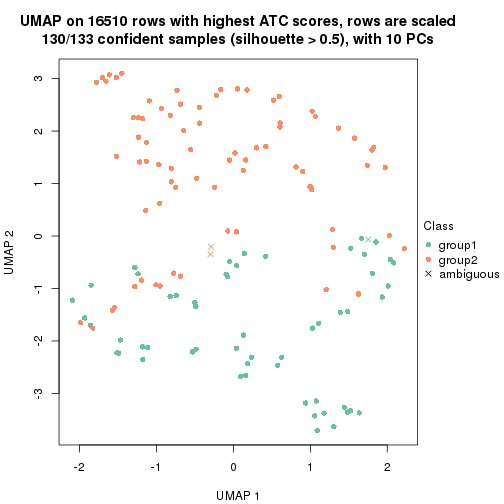 UMAP on 16510 rows with highest ATC scores, rows are scaled
130/133 confident samples (silhouette > 0.5), with 10 PCs
3
2
1
0
-1
-2
-3
UMAP 2
-2
-1
0
1
2
UMAP 1
Class
group1
group2
ambiguous